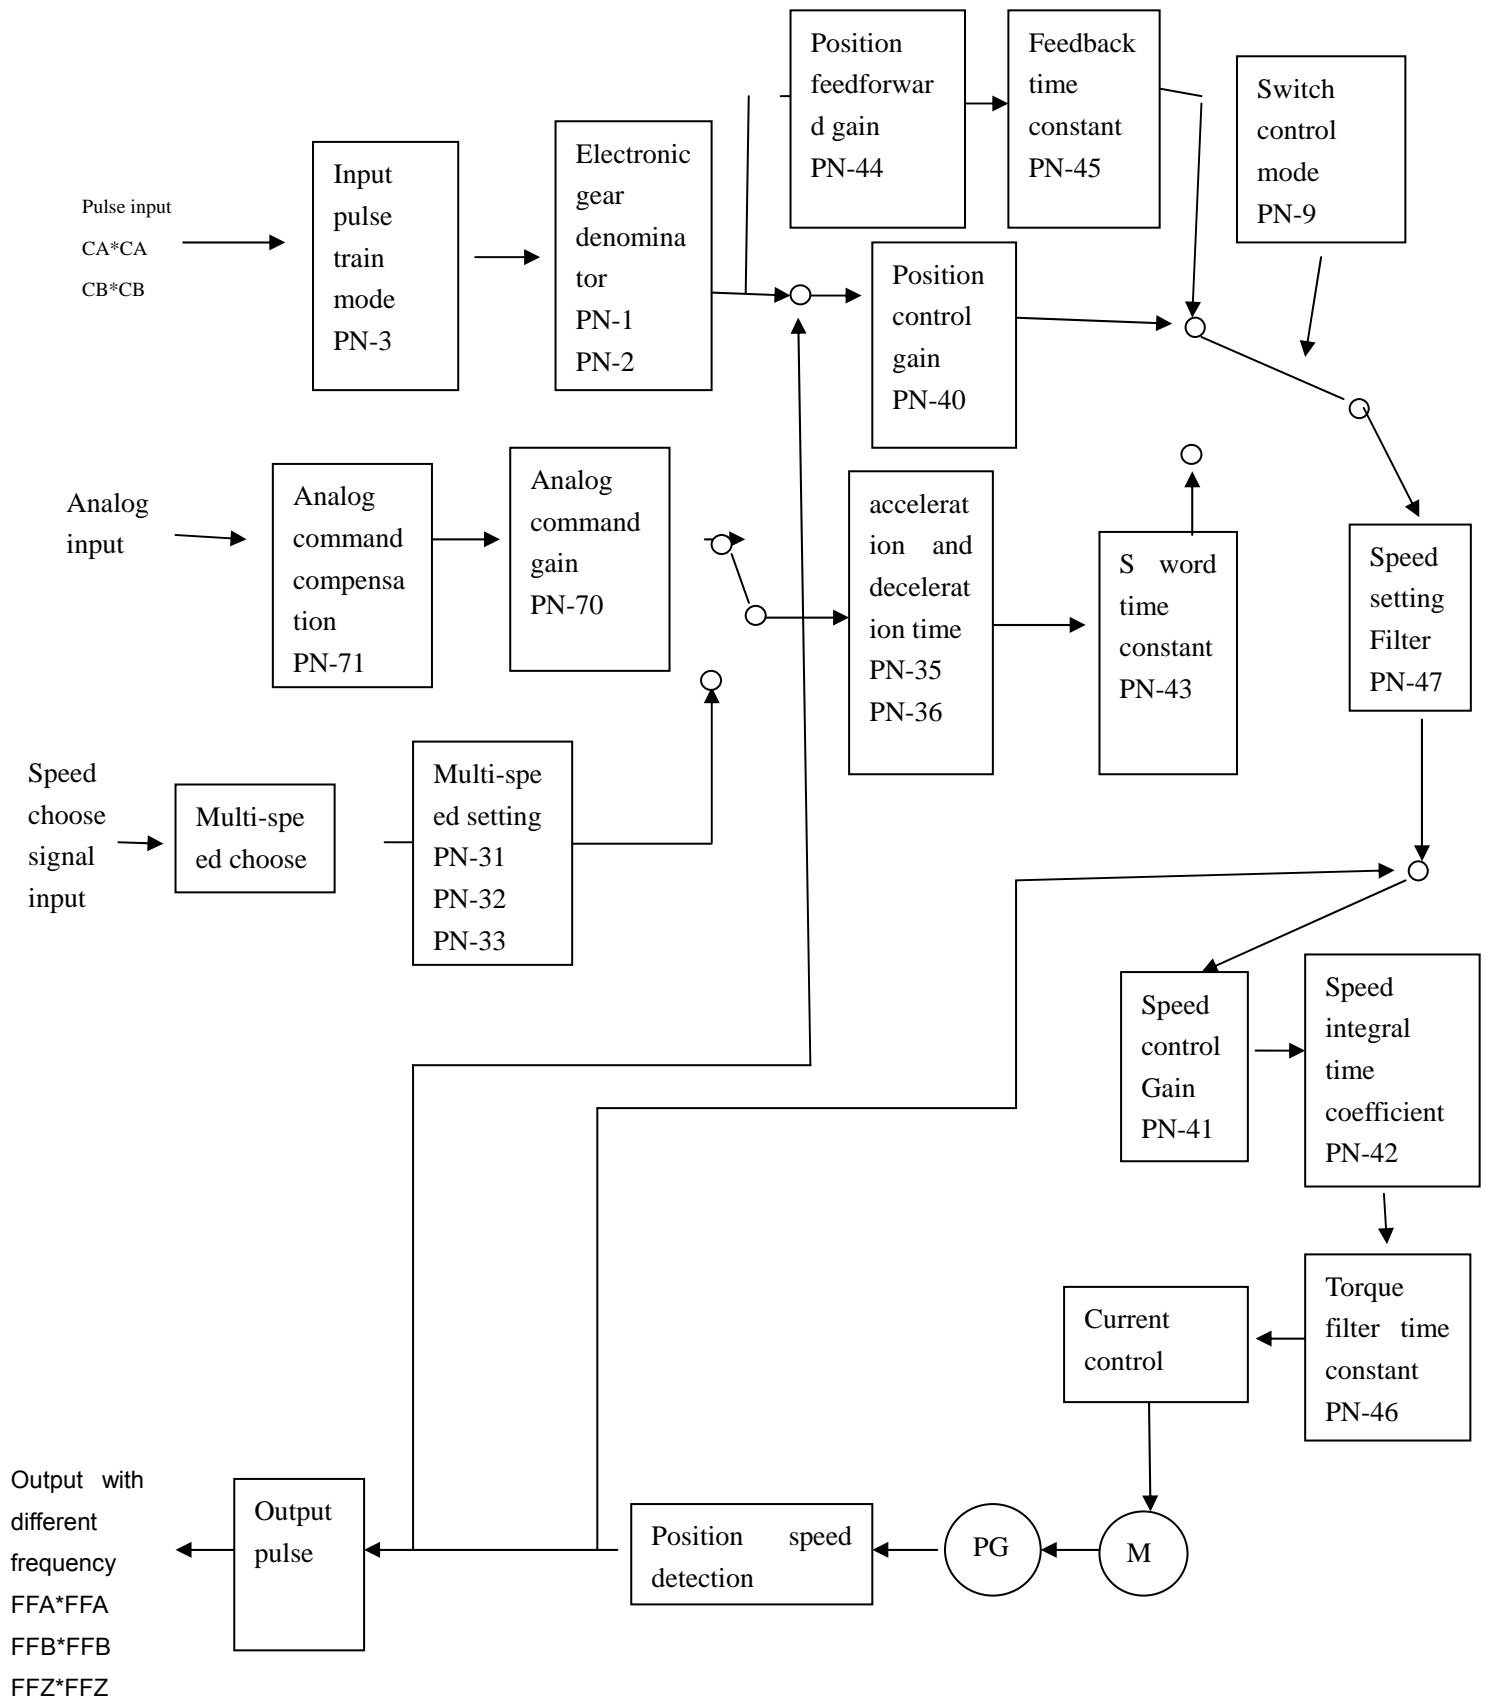 Position
feedforwar
d gain
PN-44
Feedback
time
constant
PN-45
Switch
control
mode
PN-9
Pulse input
CA*CA
CB*CB
Input
pulse
train
mode
PN-3
Electronic
gear
denomina
tor
PN-1
PN-2
Position
control
gain
PN-40
Analog
input
Analog
command
compensa
tion
PN-71
Analog
command
gain
PN-70
accelerat
ion and
decelerat
ion time
PN-35
PN-36
S word
time
constant
PN-43
Speed
setting
Filter
PN-47
Speed
choose
signal
input
Multi-spe
ed choose
Multi-spe
ed setting
PN-31
PN-32
PN-33
Speed
control
Gain
PN-41
Speed
integral
time
coefficient
PN-42
Torque
filter time
constant
PN-46
Current
control
M
PG
Position speed
detection
Output
pulse
Output with
different
frequency
FFA*FFA
FFB*FFB
FFZ*FFZ